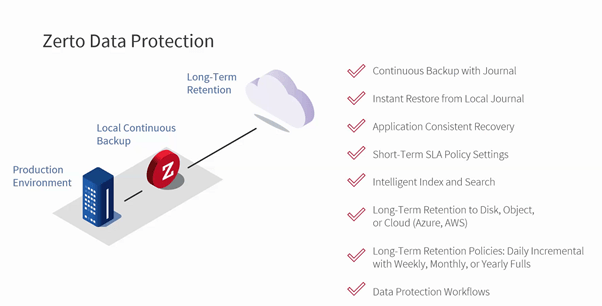 Zerto Data Protection
Long-Term
Retention
Local Continuous
Backup
Production
Environment
Z
Continuous Backup with Journal
Instant Restore from Local Journal
Application Consistent Recovery
Short-Term SLA Policy Settings
Intelligent Index and Search
Long-Term Retention to Disk, Object,
or Cloud (Azure, AWS)
Long-Term Retention Policies: Daily Incremental
with Weekly, Monthly, or Yearly Fulls
Data Protection Workflows